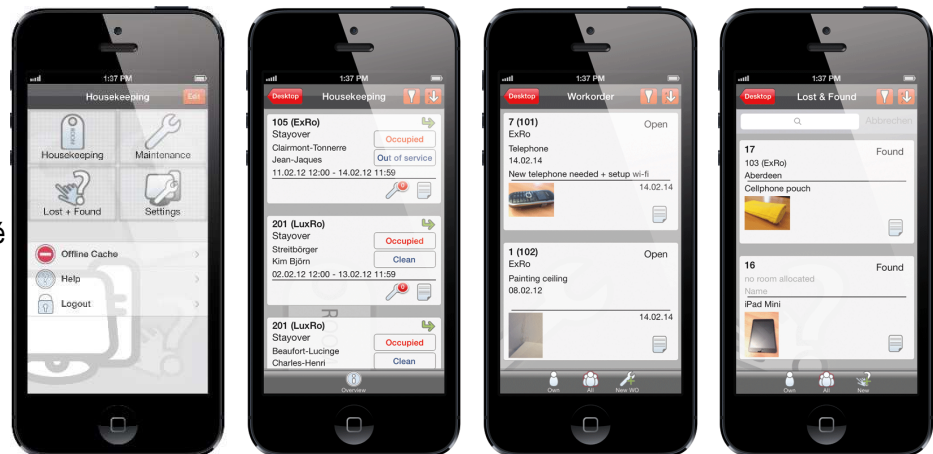 1:37 PM
Housekeeping
Edit
ROOM
Housekeeping
Maintenance
Lost + Found
Settings
Offline Cache
Help
Logout
1:37 PM
Desktop
Housekeeping
105 (ExRo)
Stayover
Occupied
Clairmont-Tonnerre
Jean-Jaques
Out of service
11.02.12 12:00 - 14.02.12 11:59
0
201 (LuxRo)
Stayover
Occupied
Streitbörger
Kim Björn
Clean
02.02.12 12:00 - 13.02.12 11:59
0
201 (LuxRo)
Stayover
Occupied
Beaufort-Lucinge
Charles-Henri
Clean
Overview
1:37 PM
Desktop
Workorder
7 (101)
Open
ExRo
Telephone
14.02.14
New telephone needed + setup wi-fi
14.02.14
1 (102)
Open
ExRo
Painting ceiling
08.02.12
14.02.14
Own
All
New WO
1:37 PM
Desktop
Lost & Found
Abbrechen
17
Found
103 (ExRo)
Aberdeen
Cellphone pouch
16
Found
no room allocated
Name
iPad Mini
Own
All
New